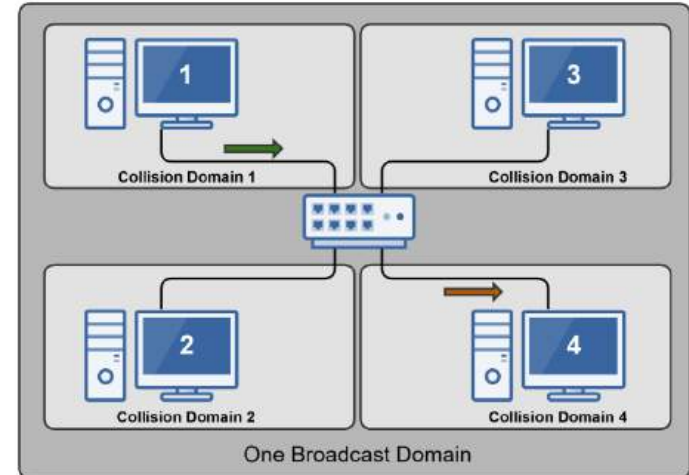 1
3
Collision Domain 1
Collision Domain 3
2
4
Collision Domain 2
Collision Domain 4
One Broadcast Domain